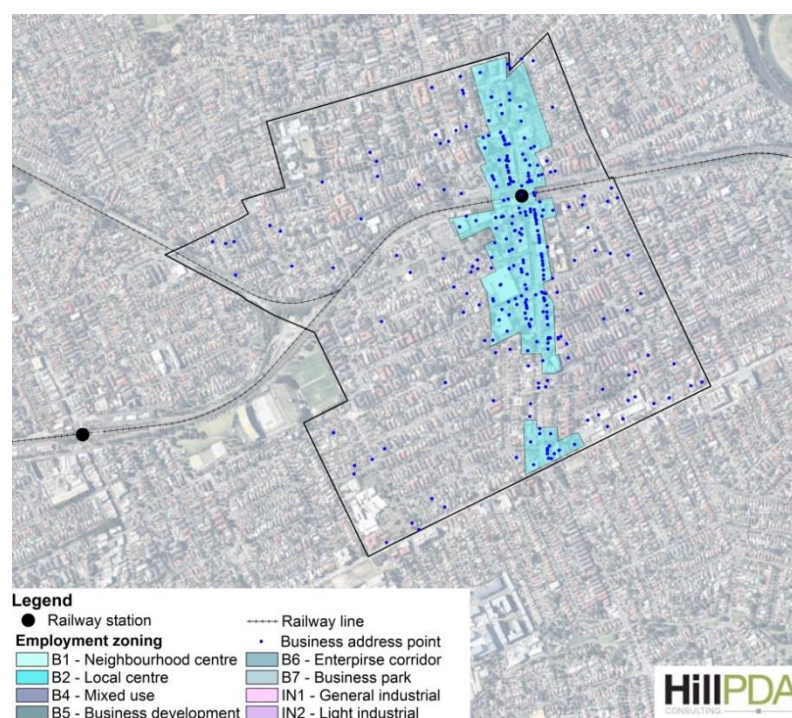 Legend
Railway station
Railway line
Employment zoning
Business address point
B1 - Neighbourhood centre
B6 - Enterpirse corridor
B2 - Local centre
B7 - Business park
B4 - Mixed use
IN1 - General industrial
B5 - Business development
IN2 - Light industrial
HillPDA
CONSULTING